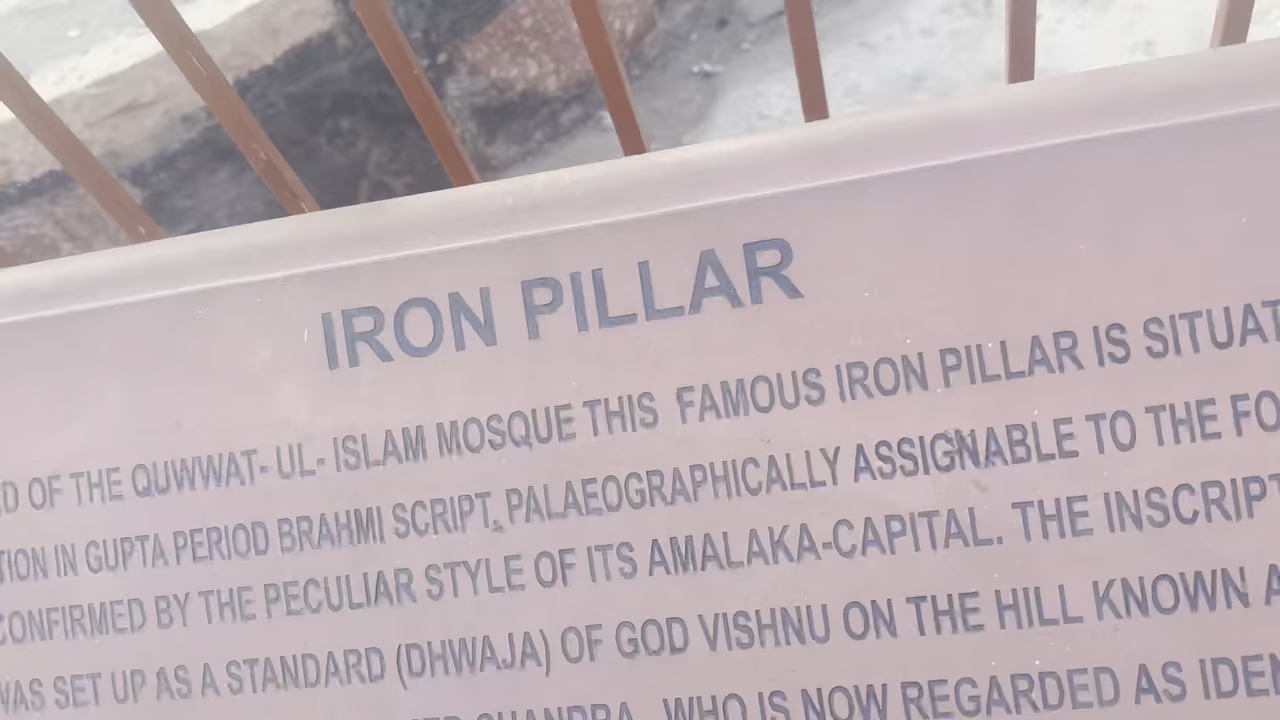 IRON PILLAR
OF THE QUWWAT- UL- ISLAM MOSQUE THIS FAMOUS IRON PILLAR IS
IN GUPTA PERIOD BRAHMI SCRIPT, PALAEOGRAPHICALLY ASSIGNABLE TO THE
CONFIRMED BY THE PECULIAR STYLE OF ITS AMALAKA-CAPITAL. THE
WAS SET UP AS A STANDARD (DHWAJA) OF GOD VISHNU ON THE HILL KNOWN
CHANDRA, WHO IS NOW REGARDED AS